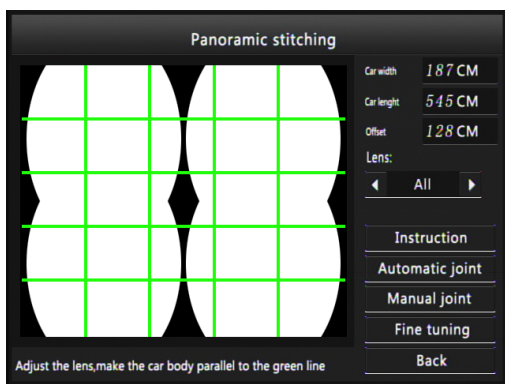 Panoramic stitching
Car width 187 CM
Car lenght 545 CM
Offset 128 CM
Lens:
All
Instruction
Automatic joint
Manual joint
Fine tuning
Back
Adjust the lens,make the car body parallel to the green line